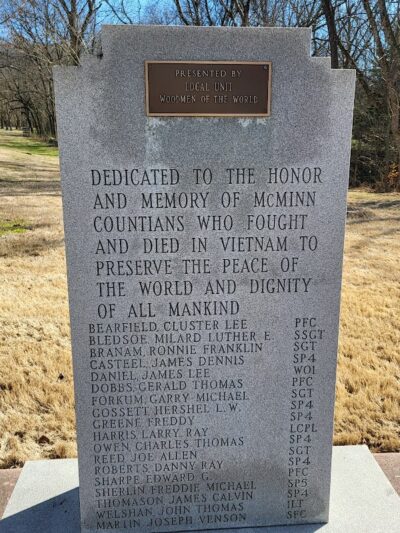 PRESENTED BY
LOCAL UNIT
WOODMEN OF THE WORLD
DEDICATED TO THE HONOR
AND MEMORY OF McMINN
COUNTIANS WHO FOUGHT
AND DIED IN VIETNAM TO
PRESERVE THE PEACE OF
THE WORLD AND DIGNITY
OF ALL MANKIND
BEARFIELD, CLUSTER LEE PFC
BLEDSOE, MILARD LUTHER E. SSGT
BRANAM, RONNIE FRANKLIN SGT
CASTEEL, JAMES DENNIS SP4
DANIEL, JAMES LEE WO1
DOBBS, GERALD THOMAS PFC
FORKUM, GARRY MICHAEL SGT
GOSSETT HERSHEL L.W. SP4
GREENE, FREDDY SP4
HARRIS, LARRY RAY LCPL
OWEN, CHARLES THOMAS SP4
REED, JOE ALLEN SGT
ROBERTS, DANNY RAY SP4
SHARPE, EDWARD G. PFC
SHERLIN, FREDDIE MICHAEL SP5
THOMASON JAMES CALVIN SP4
WELSHAN, JOHN THOMAS 1LT
MARTIN, JOSEPH VENSON SFC